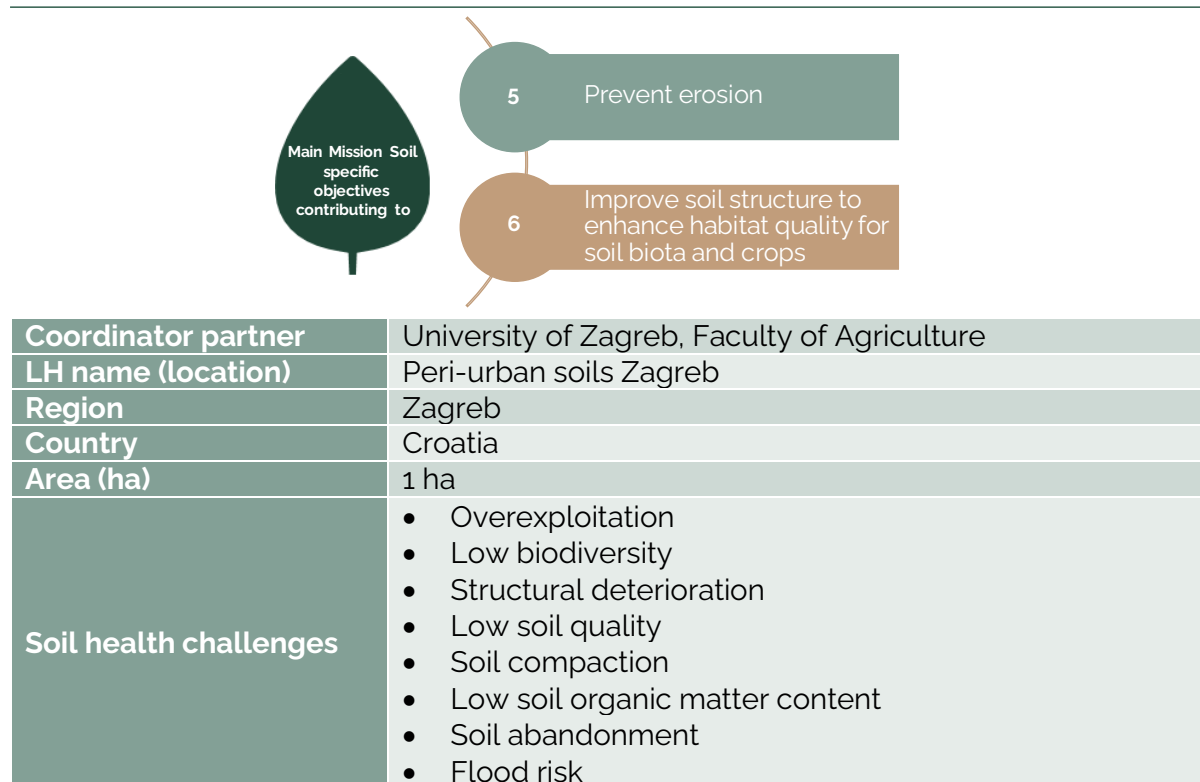 Main Mission Soil
specific
objectives
contributing to
5
Prevent erosion
6
Improve soil structure to
enhance habitat quality for
soil biota and crops
Coordinator partner
University of Zagreb, Faculty of Agriculture
LH name (location)
Peri-urban soils Zagreb
Region
Zagreb
Country
Croatia
Area (ha)
1 ha
Soil health challenges
• Overexploitation
• Low biodiversity
• Structural deterioration
• Low soil quality
• Soil compaction
• Low soil organic matter content
• Soil abandonment
• Flood risk